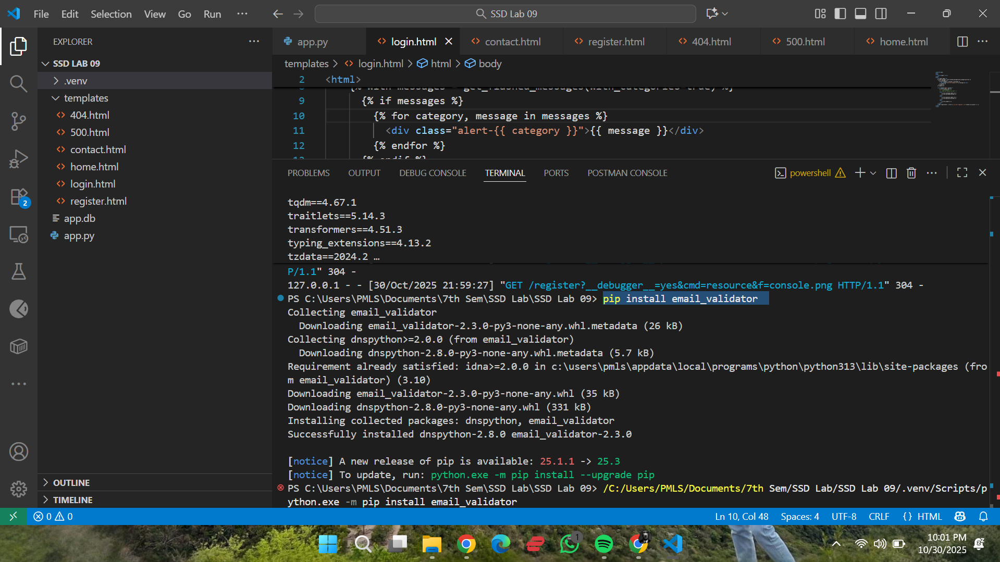 File Edit Selection View Go Run ··· SSD Lab 09
EXPLORER
SSD LAB 09
.venv
templates
404.html
500.html
contact.html
home.html
login.html
register.html
app.db
app.py
OUTLINE
TIMELINE
2
app.py login.html contact.html register.html 404.html 500.html home.html
templates > login.html > html > body
2 <html>
{% with messages = get_flashed_messages(with_categories=true) %}
9 {% if messages %}
10 {% for category, message in messages %}
11 <div class="alert-{{ category }}">{{ message }}</div>
12 {% endfor %}
13 {% endif %}
PROBLEMS OUTPUT DEBUG CONSOLE TERMINAL PORTS POSTMAN CONSOLE powershell
tqdm==4.67.1
traitlets==5.14.3
transformers==4.51.3
typing_extensions==4.13.2
tzdata==2024.2 …
P/1.1" 304 -
127.0.0.1 - - [30/Oct/2025 21:59:27] "GET /register?__debugger__=yes&cmd=resource&f=console.png HTTP/1.1" 304 -
PS C:\Users\PMLS\Documents\7th Sem\SSD Lab\SSD Lab 09> pip install email_validator
Collecting email_validator
Downloading email_validator-2.3.0-py3-none-any.whl.metadata (26 kB)
Collecting dnspython>=2.0.0 (from email_validator)
Downloading dnspython-2.8.0-py3-none-any.whl.metadata (5.7 kB)
Requirement already satisfied: idna>=2.0.0 in c:\users\pmls\appdata\local\programs\python\python313\lib\site-packages (fro
m email_validator) (3.10)
Downloading email_validator-2.3.0-py3-none-any.whl (35 kB)
Downloading dnspython-2.8.0-py3-none-any.whl (331 kB)
Installing collected packages: dnspython, email_validator
Successfully installed dnspython-2.8.0 email_validator-2.3.0
[notice] A new release of pip is available: 25.1.1 -> 25.3
[notice] To update, run: python.exe -m pip install --upgrade pip
PS C:\Users\PMLS\Documents\7th Sem\SSD Lab\SSD Lab 09> /C:/Users/PMLS/Documents/7th Sem/SSD Lab/SSD Lab 09/.venv/Scripts/p
ython.exe -m pip install email_validator
0 0 Ln 10, Col 48 Spaces: 4 UTF-8 CRLF {} HTML
1
10:01 PM
10/30/2025